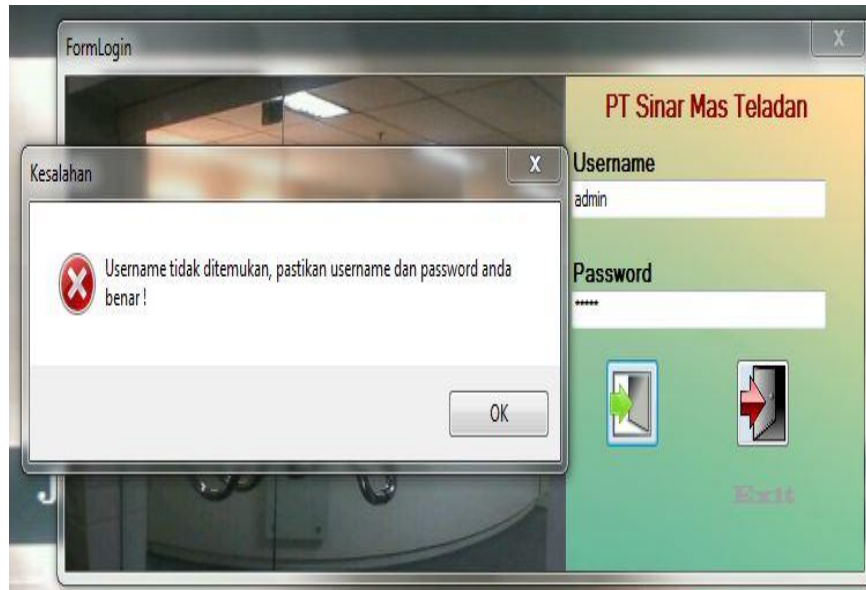 FormLogin
X
PT Sinar Mas Teladan
Kesalahan
X
Username
admin
Username tidak ditemukan, pastikan username dan password anda
benar !
Password
*****
OK
J
Exit